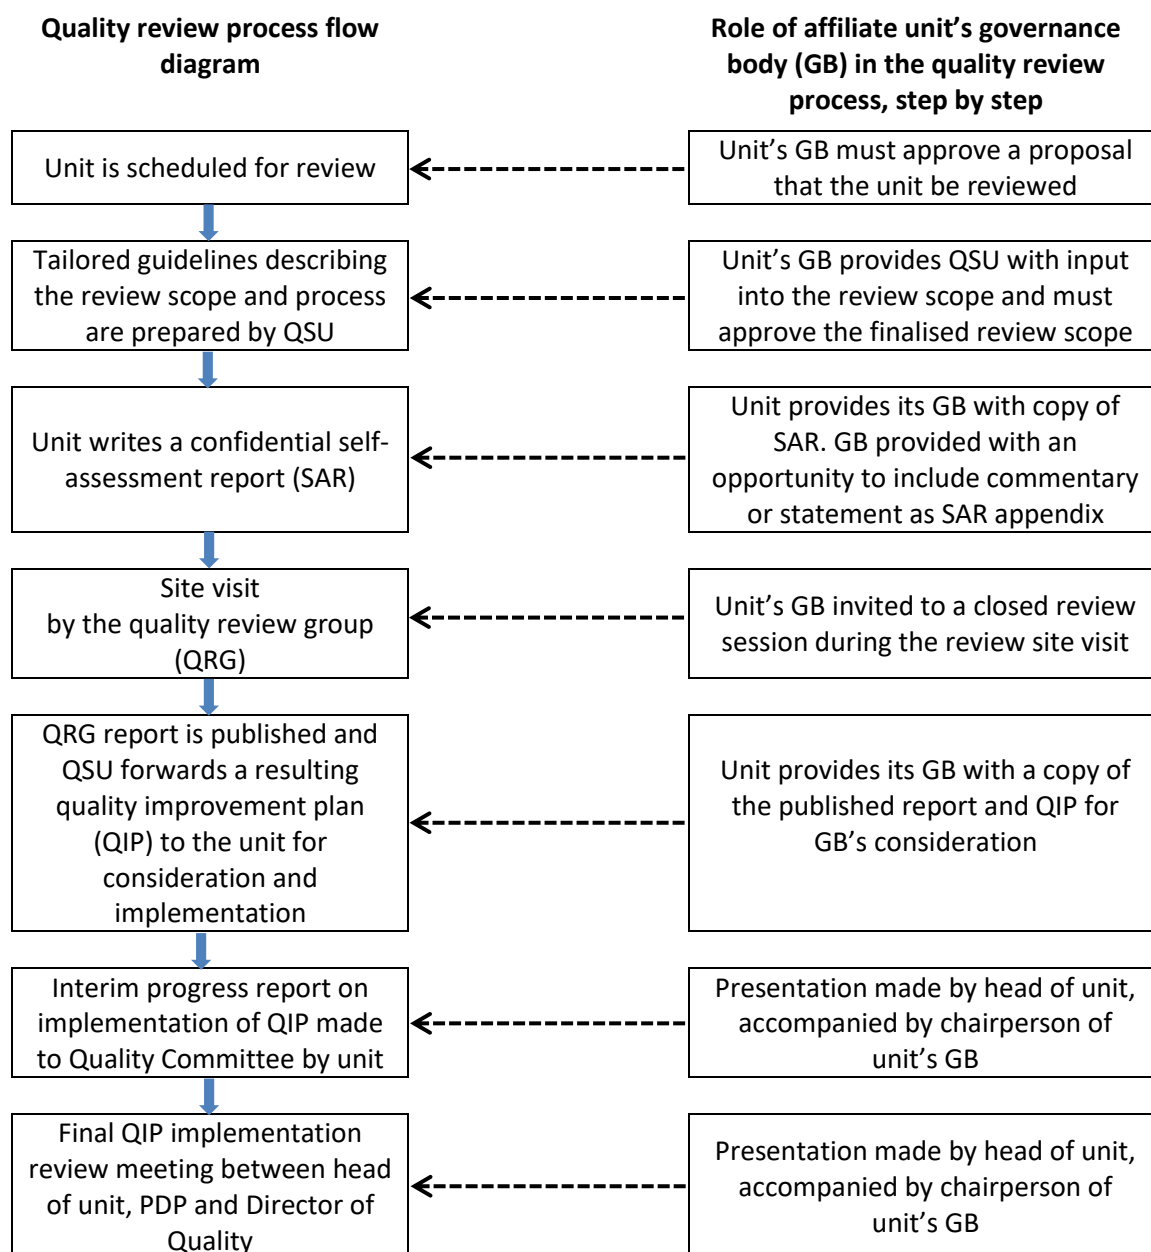 Quality review process flow
diagram
Role of affiliate unit’s governance
body (GB) in the quality review
process, step by step
Unit is scheduled for review
Unit’s GB must approve a proposal
that the unit be reviewed
Tailored guidelines describing
the review scope and process
are prepared by QSU
Unit’s GB provides QSU with input
into the review scope and must
approve the finalised review scope
Unit writes a confidential self-
assessment report (SAR)
Unit provides its GB with copy of
SAR. GB provided with an
opportunity to include commentary
or statement as SAR appendix
Site visit
by the quality review group
(QRG)
Unit’s GB invited to a closed review
session during the review site visit
QRG report is published and
QSU forwards a resulting
quality improvement plan
(QIP) to the unit for
consideration and
implementation
Unit provides its GB with a copy of
the published report and QIP for
GB’s consideration
Interim progress report on
implementation of QIP made
to Quality Committee by unit
Presentation made by head of unit,
accompanied by chairperson of
unit’s GB
Final QIP implementation
review meeting between head
of unit, PDP and Director of
Quality
Presentation made by head of unit,
accompanied by chairperson of
unit’s GB